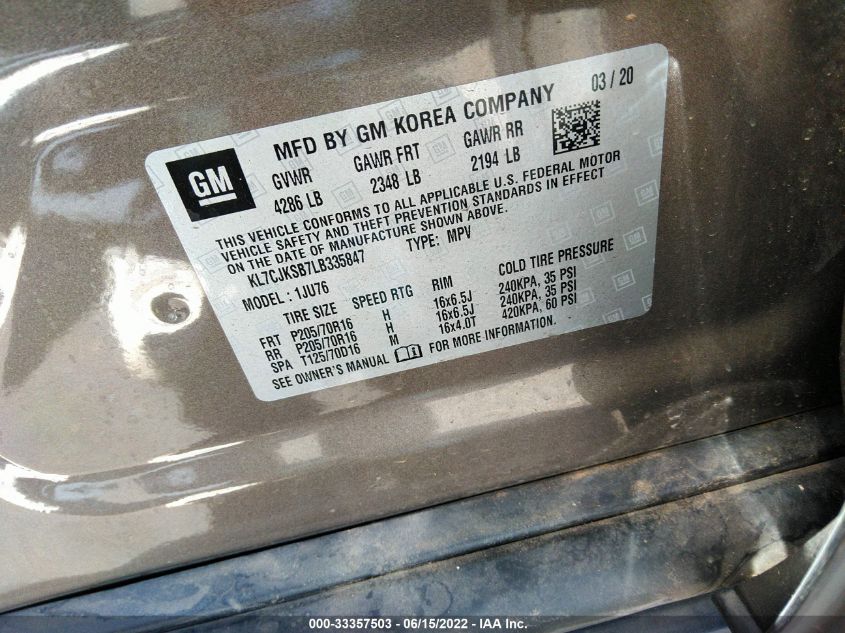 MFD BY GM KOREA COMPANY 03 / 20
GM
GVWR GAWR FRT GAWR RR
4286 LB 2348 LB 2194 LB
THIS VEHICLE CONFORMS TO ALL APPLICABLE U.S. FEDERAL MOTOR
VEHICLE SAFETY AND THEFT PREVENTION STANDARDS IN EFFECT
ON THE DATE OF MANUFACTURE SHOWN ABOVE.
KL7CJKSB7LB335847 TYPE: MPV
MODEL: 1JU76
TIRE SIZE SPEED RTG RIM COLD TIRE PRESSURE
FRT P205/70R16 H 16x6.5J 240KPA, 35 PSI
RR P205/70R16 H 16x6.5J 240KPA, 35 PSI
SPA T125/70D16 M 16x4.0T 420KPA, 60 PSI
SEE OWNER'S MANUAL FOR MORE INFORMATION.
000-33357503 - 06/15/2022 - IAA Inc.